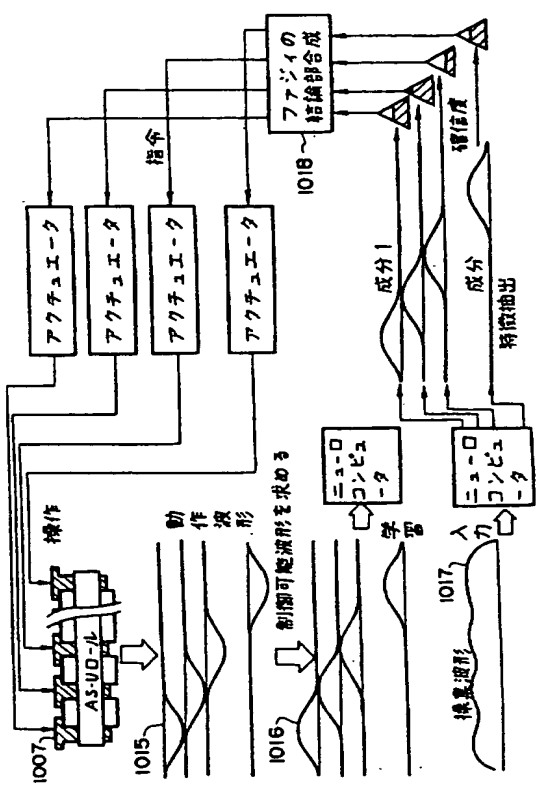 1007
操作
AS-Uロール
アクチュエータ
アクチュエータ
アクチュエータ
アクチュエータ
指令
ファジィの
結論部合成
1018
1015
動作波形
制御可能波形を求める
1016
学習
ニューロ
コンピュ
ータ
入力
1017
操業波形
ニューロ
コンピュ
ータ
成分1
成分
特徴抽出
確信度